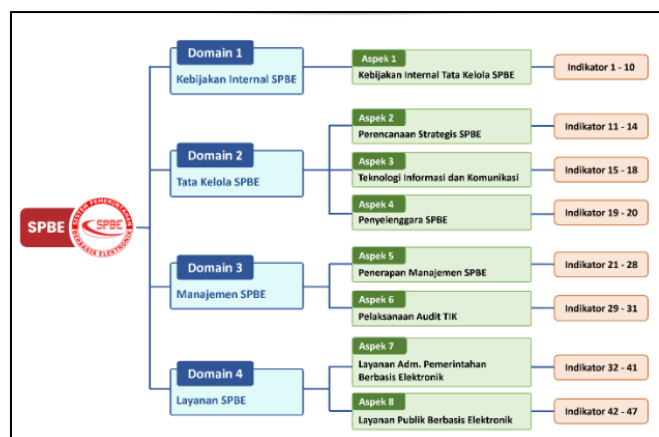 SPBE
SISTEM PEMERINTAHAN
SPBE
BERBASIS ELEKTRONIK
Domain 1
Kebijakan Internal SPBE
Aspek 1
Kebijakan Internal Tata Kelola SPBE
Indikator 1 - 10
Domain 2
Tata Kelola SPBE
Aspek 2
Perencanaan Strategis SPBE
Indikator 11 - 14
Aspek 3
Teknologi Informasi dan Komunikasi
Indikator 15 - 18
Aspek 4
Penyelenggara SPBE
Indikator 19 - 20
Domain 3
Manajemen SPBE
Aspek 5
Penerapan Manajemen SPBE
Indikator 21 - 28
Aspek 6
Pelaksanaan Audit TIK
Indikator 29 - 31
Domain 4
Layanan SPBE
Aspek 7
Layanan Adm. Pemerintahan
Berbasis Elektronik
Indikator 32 - 41
Aspek 8
Layanan Publik Berbasis Elektronik
Indikator 42 - 47